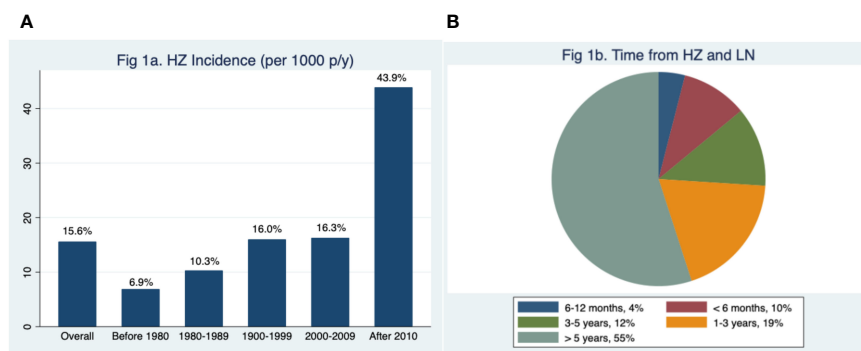 A
B
Fig 1a. HZ Incidence (per 1000 p/y)
43.9%
40
30
20
10
0
15.6%
6.9%
10.3%
16.0%
16.3%
Overall
Before 1980
1980-1989
1900-1999
2000-2009
After 2010
Fig 1b. Time from HZ and LN
6-12 months, 4%
< 6 months, 10%
3-5 years, 12%
1-3 years, 19%
> 5 years, 55%